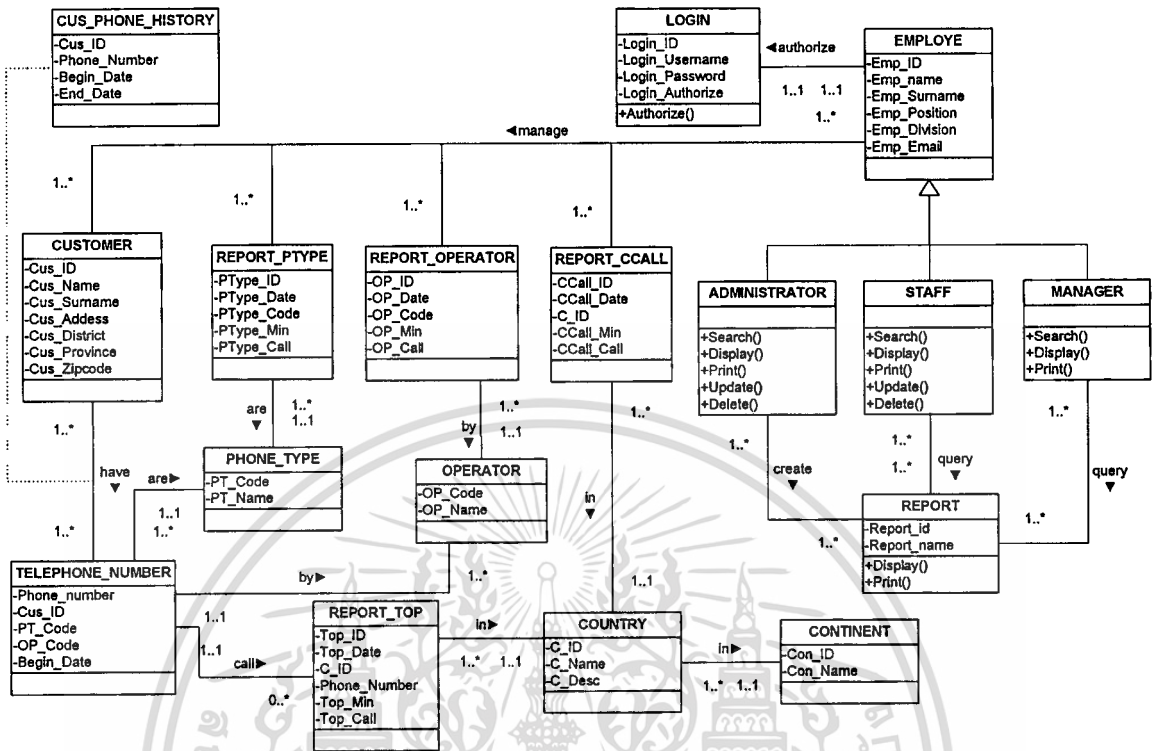 CUS_PHONE_HISTORY
-Cus_ID
-Phone_Number
-Begin_Date
-End_Date
LOGIN
-Login_ID
-Login_Username
-Login_Password
-Login_Authorize
+Authorize()
◄authorize
1..1 1..1
EMPLOYE
-Emp_ID
-Emp_name
-Emp_Surname
-Emp_Position
-Emp_Division
-Emp_Email
1..*
◄manage
1..*
1..*
1..*
1..*
CUSTOMER
-Cus_ID
-Cus_Name
-Cus_Surname
-Cus_Addess
-Cus_District
-Cus_Province
-Cus_Zipcode
REPORT_PTYPE
-PType_ID
-PType_Date
-PType_Code
-PType_Min
-PType_Call
REPORT_OPERATOR
-OP_ID
-OP_Date
-OP_Code
-OP_Min
-OP_Call
REPORT_CCALL
-CCall_ID
-CCall_Date
-C_ID
-CCall_Min
-CCall_Call
ADMINISTRATOR
+Search()
+Display()
+Print()
+Update()
+Delete()
STAFF
+Search()
+Display()
+Print()
+Update()
+Delete()
MANAGER
+Search()
+Display()
+Print()
1..*
have
▼
1..*
are
▼
1..*
1..1
by
▼
1..*
1..1
1..*
in
▼
1..1
1..*
create
▼
1..*
1..*
1..*
query
▼
1..*
query
▼
1..*
PHONE_TYPE
-PT_Code
-PT_Name
are►
1..1
1..*
OPERATOR
-OP_Code
-OP_Name
REPORT
-Report_id
-Report_name
+Display()
+Print()
TELEPHONE_NUMBER
-Phone_number
-Cus_ID
-PT_Code
-OP_Code
-Begin_Date
by►
1..*
1..1
1..1
call►
0..*
REPORT_TOP
-Top_ID
-Top_Date
-C_ID
-Phone_Number
-Top_Min
-Top_Call
in►
1..* 1..1
COUNTRY
-C_ID
-C_Name
-C_Desc
in►
1..* 1..1
CONTINENT
-Con_ID
-Con_Name